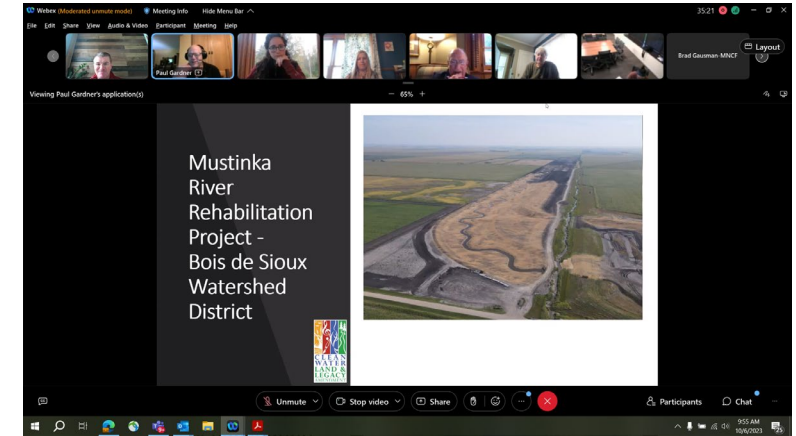 Webex (Moderated unmute mode) Meeting Info Hide Menu Bar
35:21
File Edit Share View Audio & Video Participant Meeting Help
Layout
Paul Gardner
Brad Gausman-MNCF
Viewing Paul Gardner's application(s)
− 65% +
Mustinka
River
Rehabilitation
Project -
Bois de Sioux
Watershed
District
CLEAN
WATER
LAND &
LEGACY
AMENDMENT
Unmute
Stop video
Share
Participants
Chat
9:55 AM
10/6/2023
25